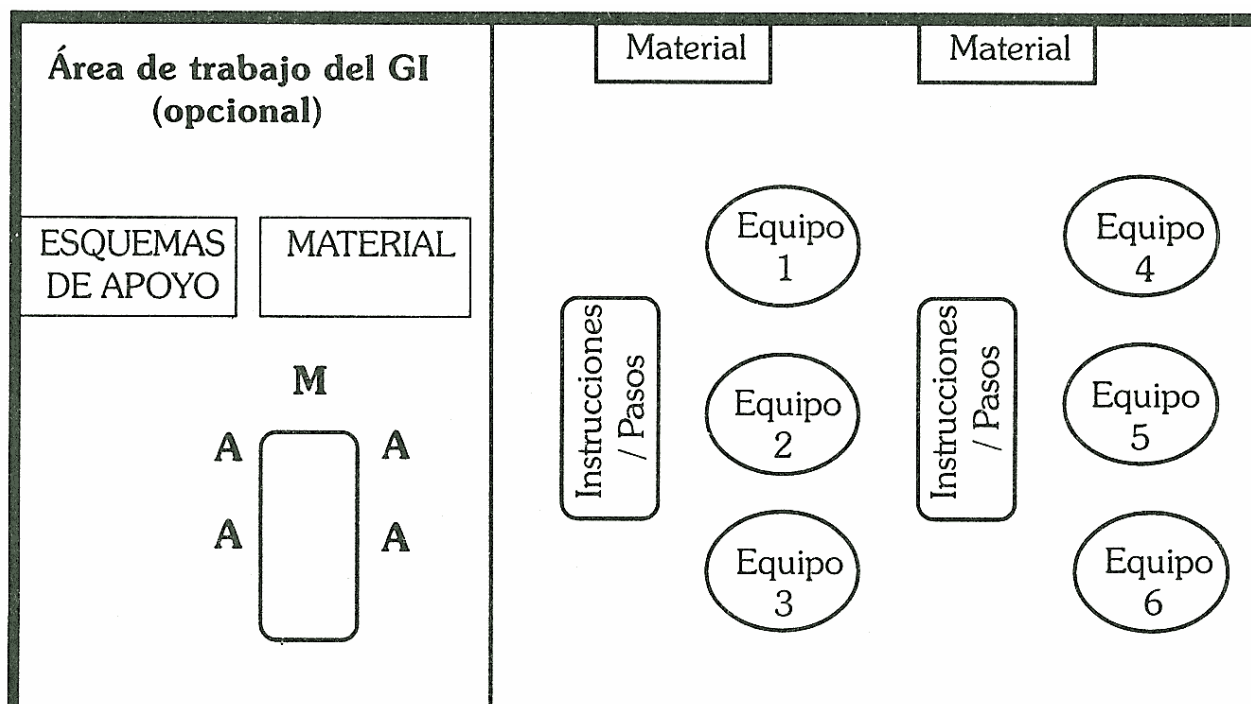 Área de trabajo del GI
(opcional)
ESQUEMAS
DE APOYO
MATERIAL
M
A
A
A
A
Material
Material
Instrucciones
/ Pasos
Equipo
1
Equipo
2
Equipo
3
Instrucciones
/ Pasos
Equipo
4
Equipo
5
Equipo
6